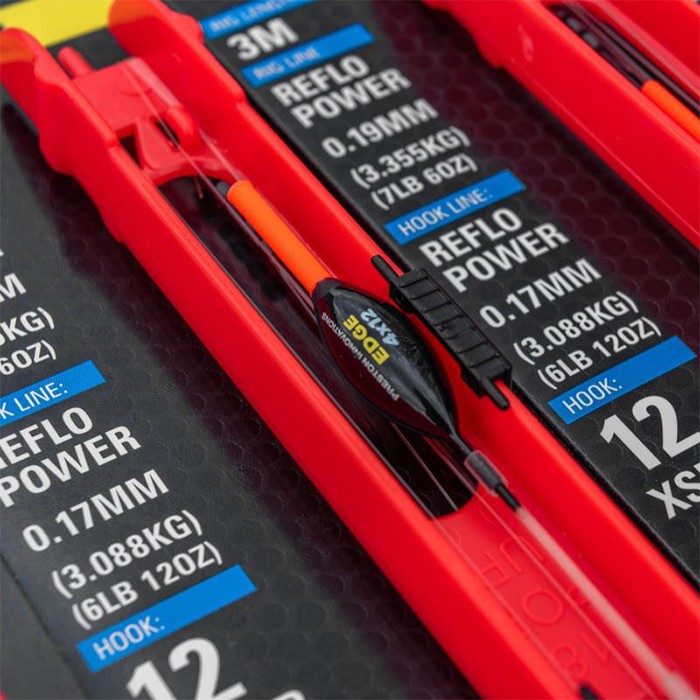 RIG LENGTH:
3M
RIG LINE:
REFLO
POWER
0.19MM
(3.355KG)
(7LB 6OZ)
HOOK LINE:
REFLO
POWER
0.17MM
(3.088KG)
(6LB 12OZ)
HOOK:
12
XS
4X12
EDGE
PRESTON INNOVATIONS
LINE:
REFLO
POWER
0.17MM
(3.088KG)
(6LB 12OZ)
HOOK:
12